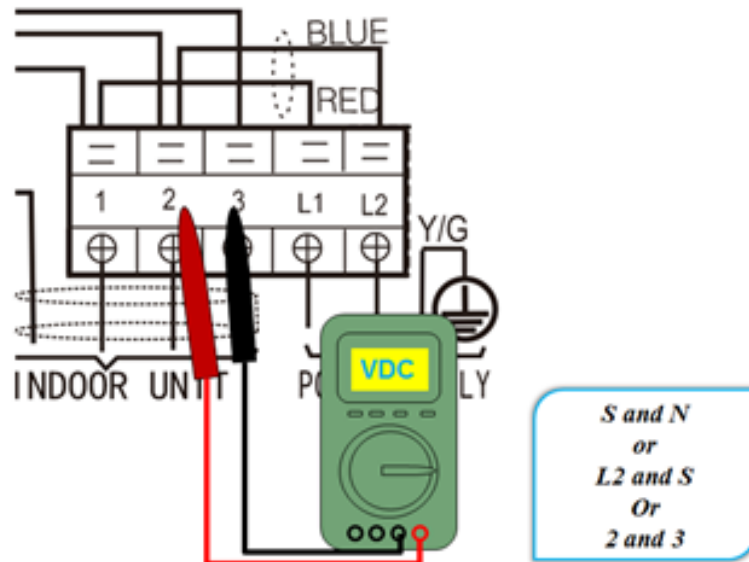 BLUE
RED
1 2 3 L1 L2
Y/G
INDOOR UNIT
VDC
S and N
or
L2 and S
Or
2 and 3